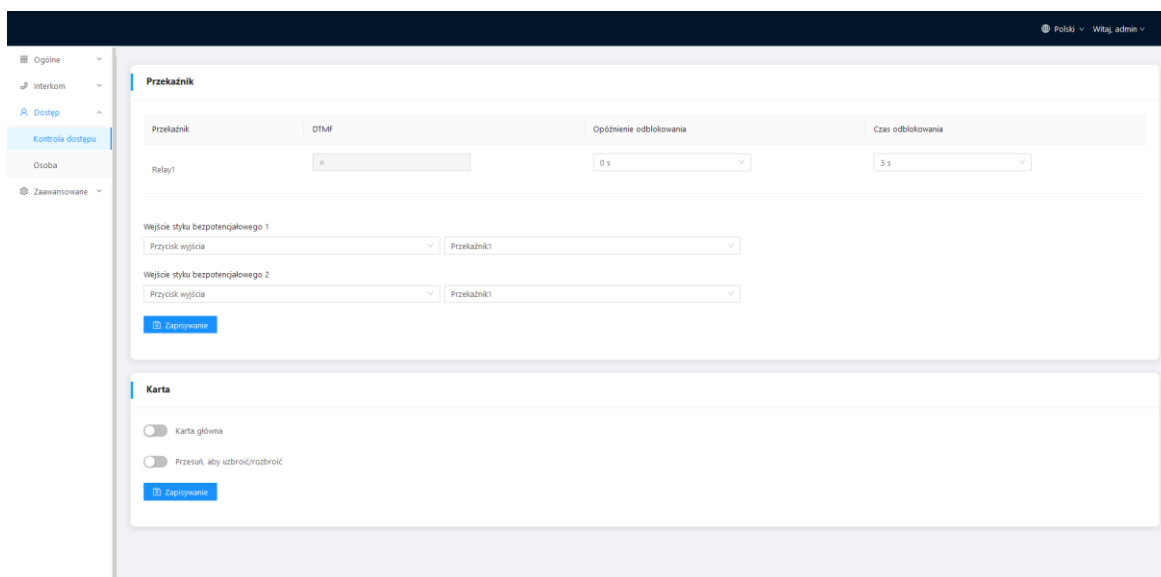 Polski Witaj, admin
Ogólne
Interkom
Dostęp
Kontrola dostępu
Osoba
Zaawansowane
Przekaźnik
Przekaźnik DTMF Opóźnienie odblokowania Czas odblokowania
Relay1 # 0 s 3 s
Wejście styku bezpotencjałowego 1
Przycisk wyjścia Przekaźnik1
Wejście styku bezpotencjałowego 2
Przycisk wyjścia Przekaźnik1
Zapisywanie
Karta
Karta główna
Przesuń, aby uzbroić/rozbroić
Zapisywanie